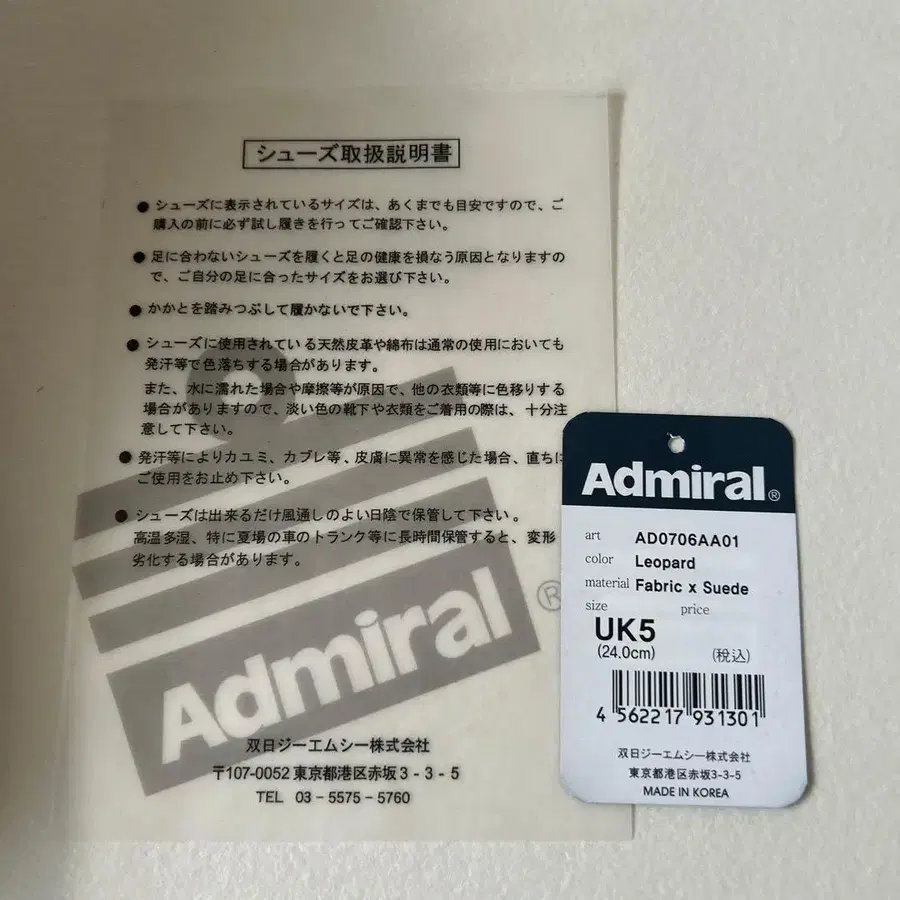 シューズ取扱説明書
● シューズに表示されているサイズは、あくまでも目安ですので、ご
購入の前に必ず試し履きを行ってご確認下さい。
● 足に合わないシューズを履くと足の健康を損なう原因となりますの
で、ご自分の足に合ったサイズをお選び下さい。
● かかとを踏みつぶして履かないで下さい。
● シューズに使用されている天然皮革や綿布は通常の使用においても
発汗等で色落ちする場合があります。
また、水に濡れた場合や摩擦等が原因で、他の衣類等に色移りする
場合がありますので、淡い色の靴下や衣類をご着用の際は、十分注
意して下さい。
● 発汗等によりカユミ、カブレ等、皮膚に異常を感じた場合、直ちに
ご使用をお止め下さい。
● シューズは出来るだけ風通しのよい日陰で保管して下さい。
高温多湿、特に夏場の車のトランク等に長時間保管すると、変形
劣化する場合があります。
Admiral®
双日ジーエムシー株式会社
〒107-0052 東京都港区赤坂3-3-5
TEL 03-5575-5760
Admiral®
art AD0706AA01
color Leopard
material Fabric x Suede
size price
UK5
(24.0cm) (税込)
4 562217 931301
双日ジーエムシー株式会社
東京都港区赤坂3-3-5
MADE IN KOREA